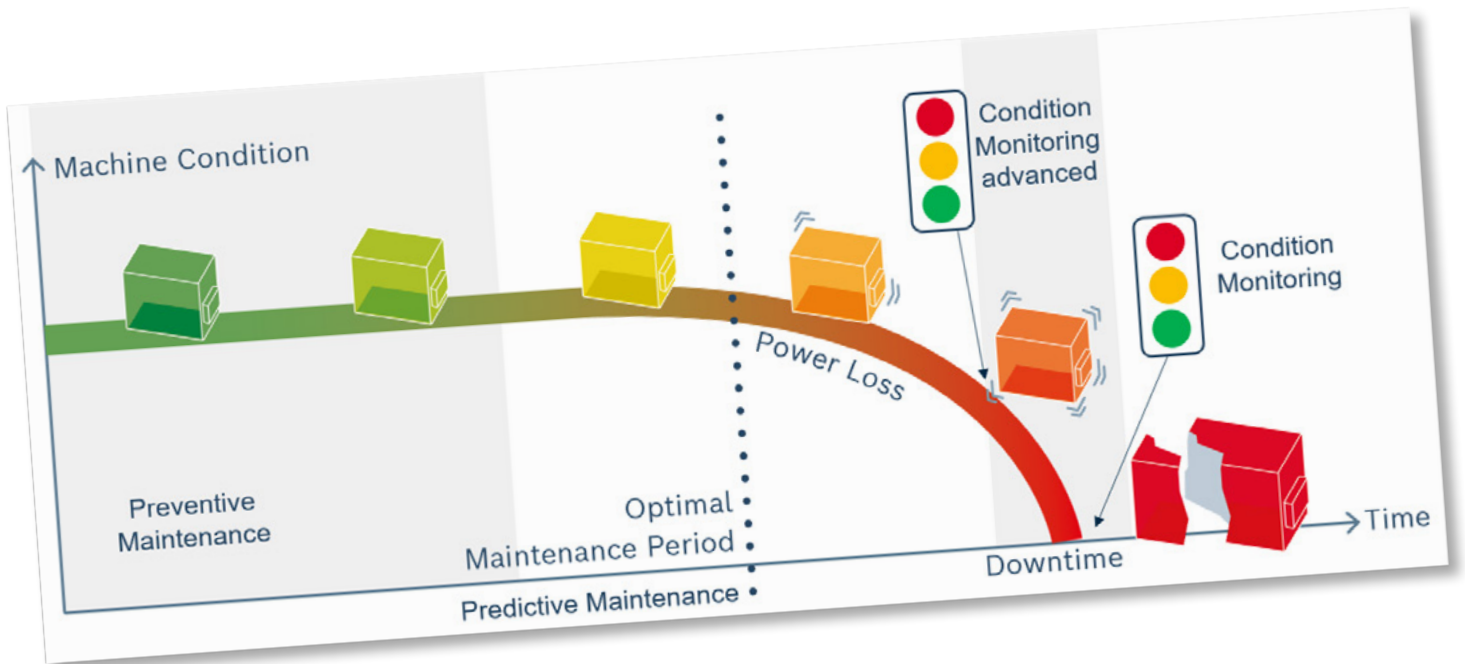 Machine Condition
Condition
Monitoring
advanced
Condition
Monitoring
Power Loss
Preventive
Maintenance
Optimal
Maintenance Period
Predictive Maintenance
Downtime
Time